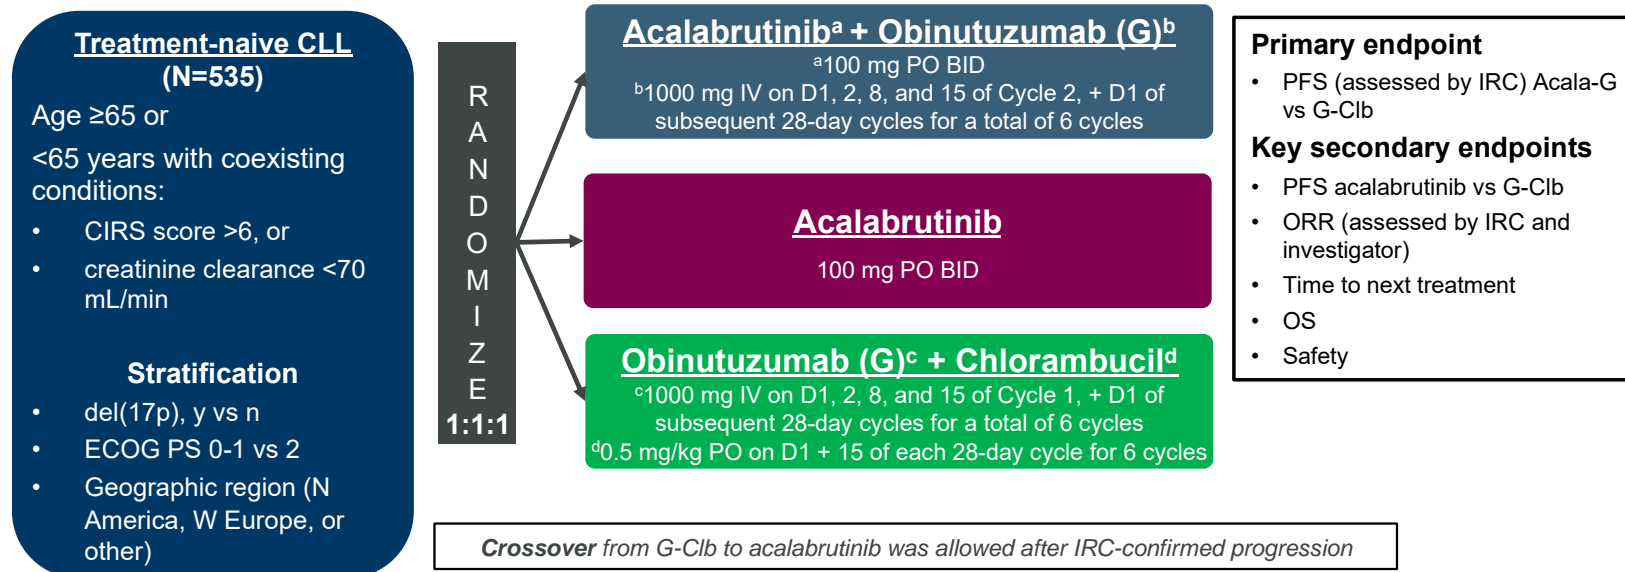 Treatment-naive CLL
(N=535)
Age ≥65 or
<65 years with coexisting
conditions:
• CIRS score >6, or
• creatinine clearance <70
mL/min
Stratification
• del(17p), y vs n
• ECOG PS 0-1 vs 2
• Geographic region (N
America, W Europe, or
other)
RANDOMIZE
1:1:1
Acalabrutinibᵃ + Obinutuzumab (G)ᵇ
ᵃ100 mg PO BID
ᵇ1000 mg IV on D1, 2, 8, and 15 of Cycle 2, + D1 of
subsequent 28-day cycles for a total of 6 cycles
Acalabrutinib
100 mg PO BID
Obinutuzumab (G)ᶜ + Chlorambucilᵈ
ᶜ1000 mg IV on D1, 2, 8, and 15 of Cycle 1, + D1 of
subsequent 28-day cycles for a total of 6 cycles
ᵈ0.5 mg/kg PO on D1 + 15 of each 28-day cycle for 6 cycles
Primary endpoint
• PFS (assessed by IRC) Acala-G
vs G-Clb
Key secondary endpoints
• PFS acalabrutinib vs G-Clb
• ORR (assessed by IRC and
investigator)
• Time to next treatment
• OS
• Safety
Crossover from G-Clb to acalabrutinib was allowed after IRC-confirmed progression